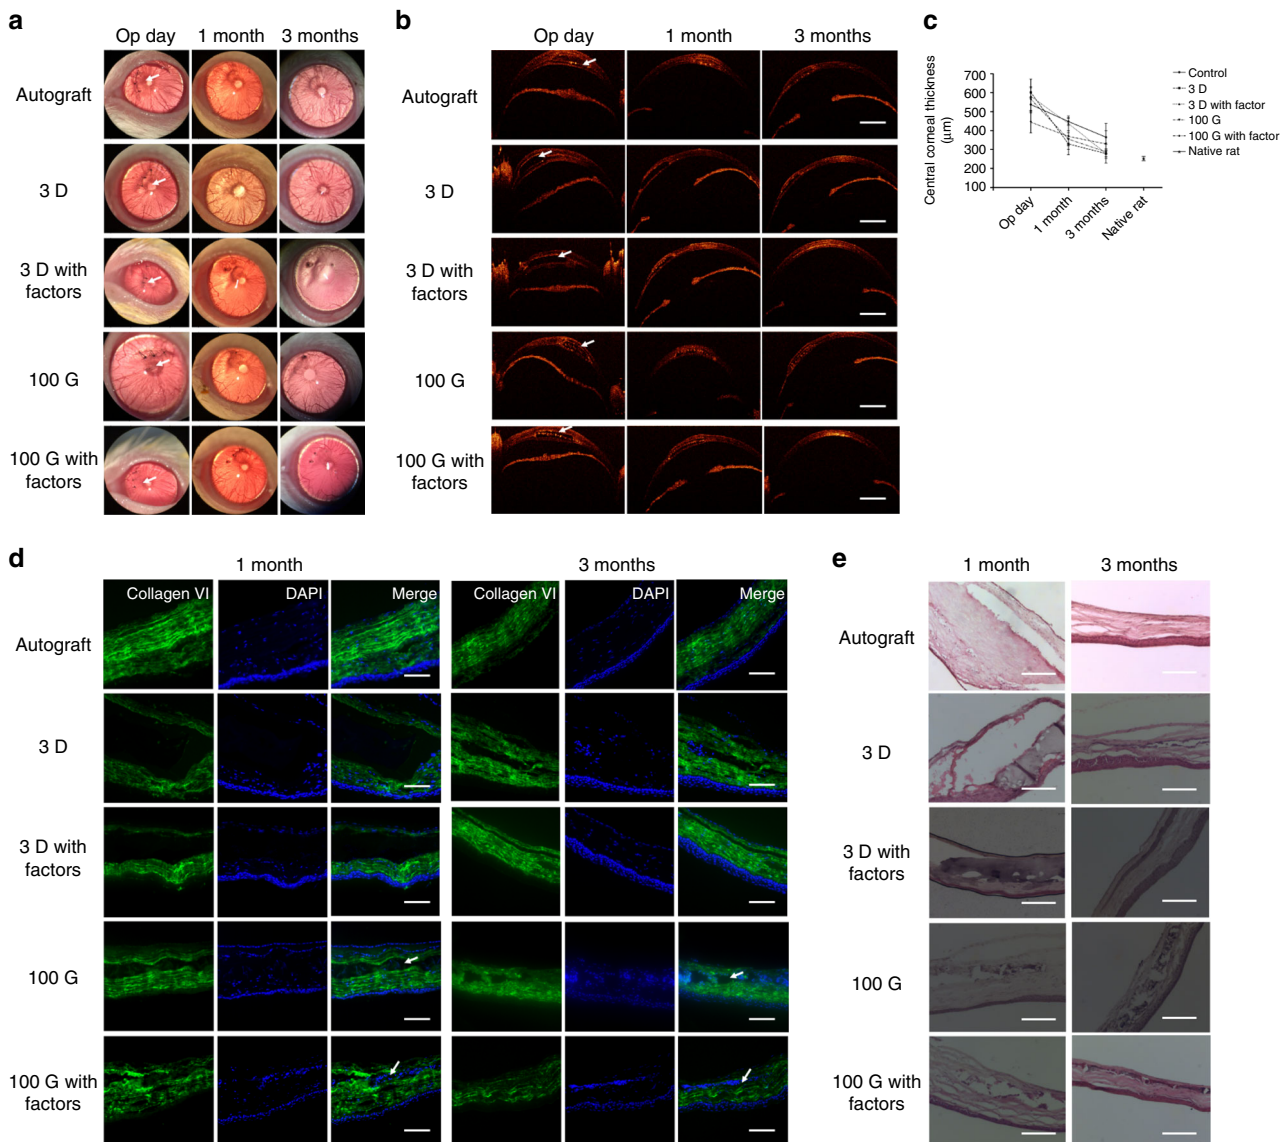 a
Op day 1 month 3 months
Autograft
3 D
3 D with
factors
100 G
100 G with
factors
b
Op day 1 month 3 months
Autograft
3 D
3 D with
factors
100 G
100 G with
factors
c
Central corneal thickness
(μm)
700
600
500
400
300
200
100
Op day
1 month
3 months
Native rat
Control
3 D
3 D with factor
100 G
100 G with factor
Native rat
d
1 month 3 months
Collagen VI DAPI Merge Collagen VI DAPI Merge
Autograft
3 D
3 D with
factors
100 G
100 G with
factors
e
1 month 3 months
Autograft
3 D
3 D with
factors
100 G
100 G with
factors